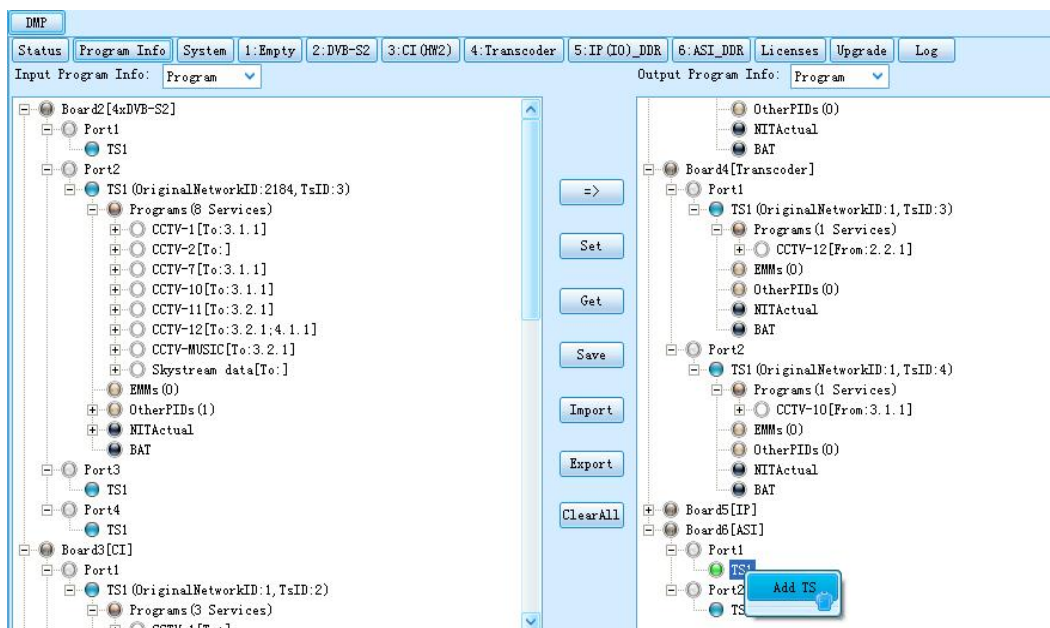 DMP
Status Program Info System 1:Empty 2:DVB-S2 3:CI(HW2) 4:Transcoder 5:IP(IO)_DDR 6:ASI_DDR Licenses Upgrade Log
Input Program Info: Program
Board2[4xDVB-S2]
Port1
TS1
Port2
TS1(OriginalNetworkID:2184,TsID:3)
Programs(8 Services)
CCTV-1[To:3.1.1]
CCTV-2[To:]
CCTV-7[To:3.1.1]
CCTV-10[To:3.1.1]
CCTV-11[To:3.2.1]
CCTV-12[To:3.2.1;4.1.1]
CCTV-MUSIC[To:3.2.1]
Skystream data[To:]
EMMs(0)
OtherPIDs(1)
NITActual
BAT
Port3
TS1
Port4
TS1
Board3[CI]
Port1
TS1(OriginalNetworkID:1,TsID:2)
Programs(3 Services)
=>
Set
Get
Save
Import
Export
ClearAll
Output Program Info: Program
OtherPIDs(0)
NITActual
BAT
Board4[Transcoder]
Port1
TS1(OriginalNetworkID:1,TsID:3)
Programs(1 Services)
CCTV-12[From:2.2.1]
EMMs(0)
OtherPIDs(0)
NITActual
BAT
Port2
TS1(OriginalNetworkID:1,TsID:4)
Programs(1 Services)
CCTV-10[From:3.1.1]
EMMs(0)
OtherPIDs(0)
NITActual
BAT
Board5[IP]
Board6[ASI]
Port1
TS1
Add TS
Port2
TS